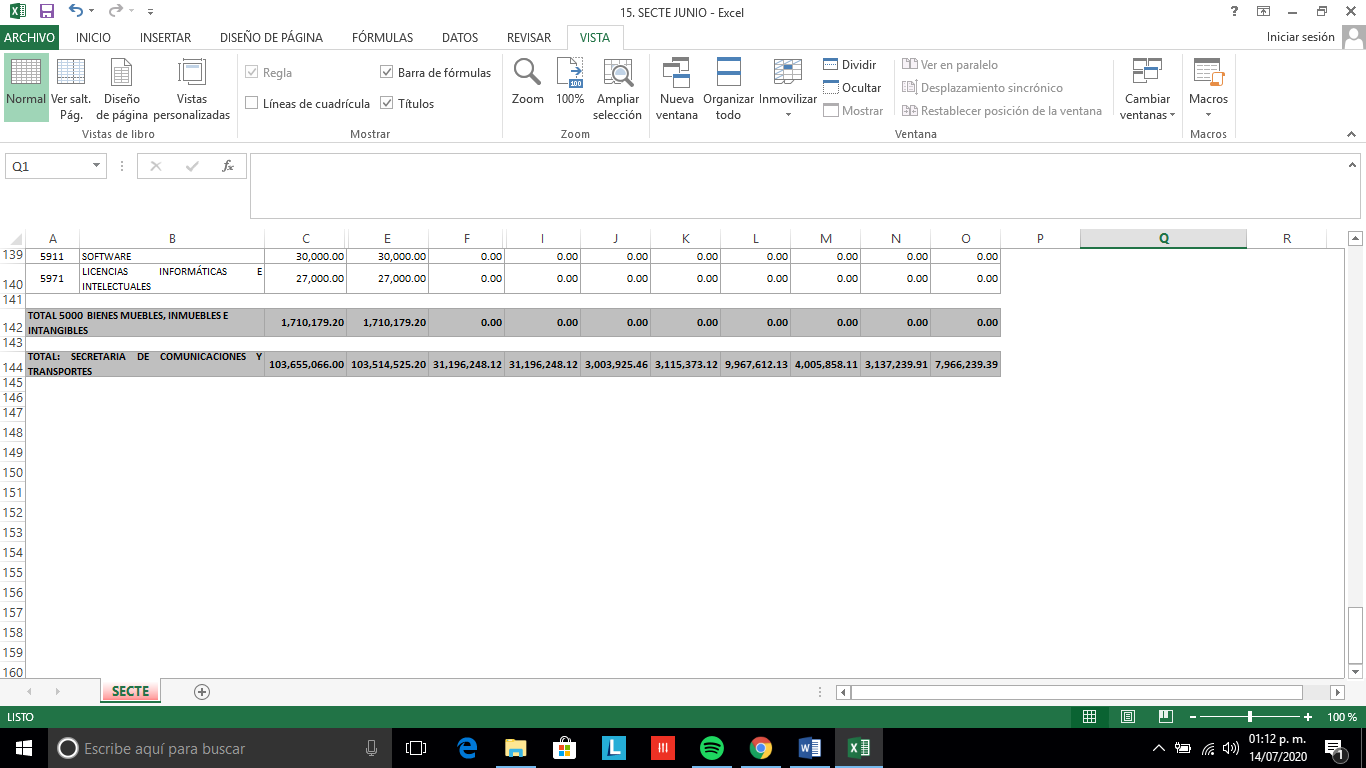 15. SECTE JUNIO - Excel
?
ARCHIVO INICIO INSERTAR DISEÑO DE PÁGINA FÓRMULAS DATOS REVISAR VISTA Iniciar sesión
Normal
Ver salt. Pág.
Diseño de página
Vistas personalizadas
Vistas de libro
Regla
Barra de fórmulas
Líneas de cuadrícula
Títulos
Mostrar
Zoom
100%
Ampliar selección
Zoom
Nueva ventana
Organizar todo
Inmovilizar
Dividir
Ocultar
Mostrar
Ver en paralelo
Desplazamiento sincrónico
Restablecer posición de la ventana
Ventana
Cambiar ventanas
Macros
Macros
Q1 fx
A B C E F I J K L M N O P Q R
139 5911 SOFTWARE 30,000.00 30,000.00 0.00 0.00 0.00 0.00 0.00 0.00 0.00 0.00
140 5971 LICENCIAS INFORMÁTICAS E INTELECTUALES 27,000.00 27,000.00 0.00 0.00 0.00 0.00 0.00 0.00 0.00 0.00
141
142 TOTAL 5000 BIENES MUEBLES, INMUEBLES E INTANGIBLES 1,710,179.20 1,710,179.20 0.00 0.00 0.00 0.00 0.00 0.00 0.00 0.00
143
144 TOTAL: SECRETARIA DE COMUNICACIONES Y TRANSPORTES 103,655,066.00 103,514,525.20 31,196,248.12 31,196,248.12 3,003,925.46 3,115,373.12 9,967,612.13 4,005,858.11 3,137,239.91 7,966,239.39
145
146
147
148
149
150
151
152
153
154
155
156
157
158
159
160
SECTE
LISTO 100 %
Escribe aquí para buscar
01:12 p. m.
14/07/2020
1